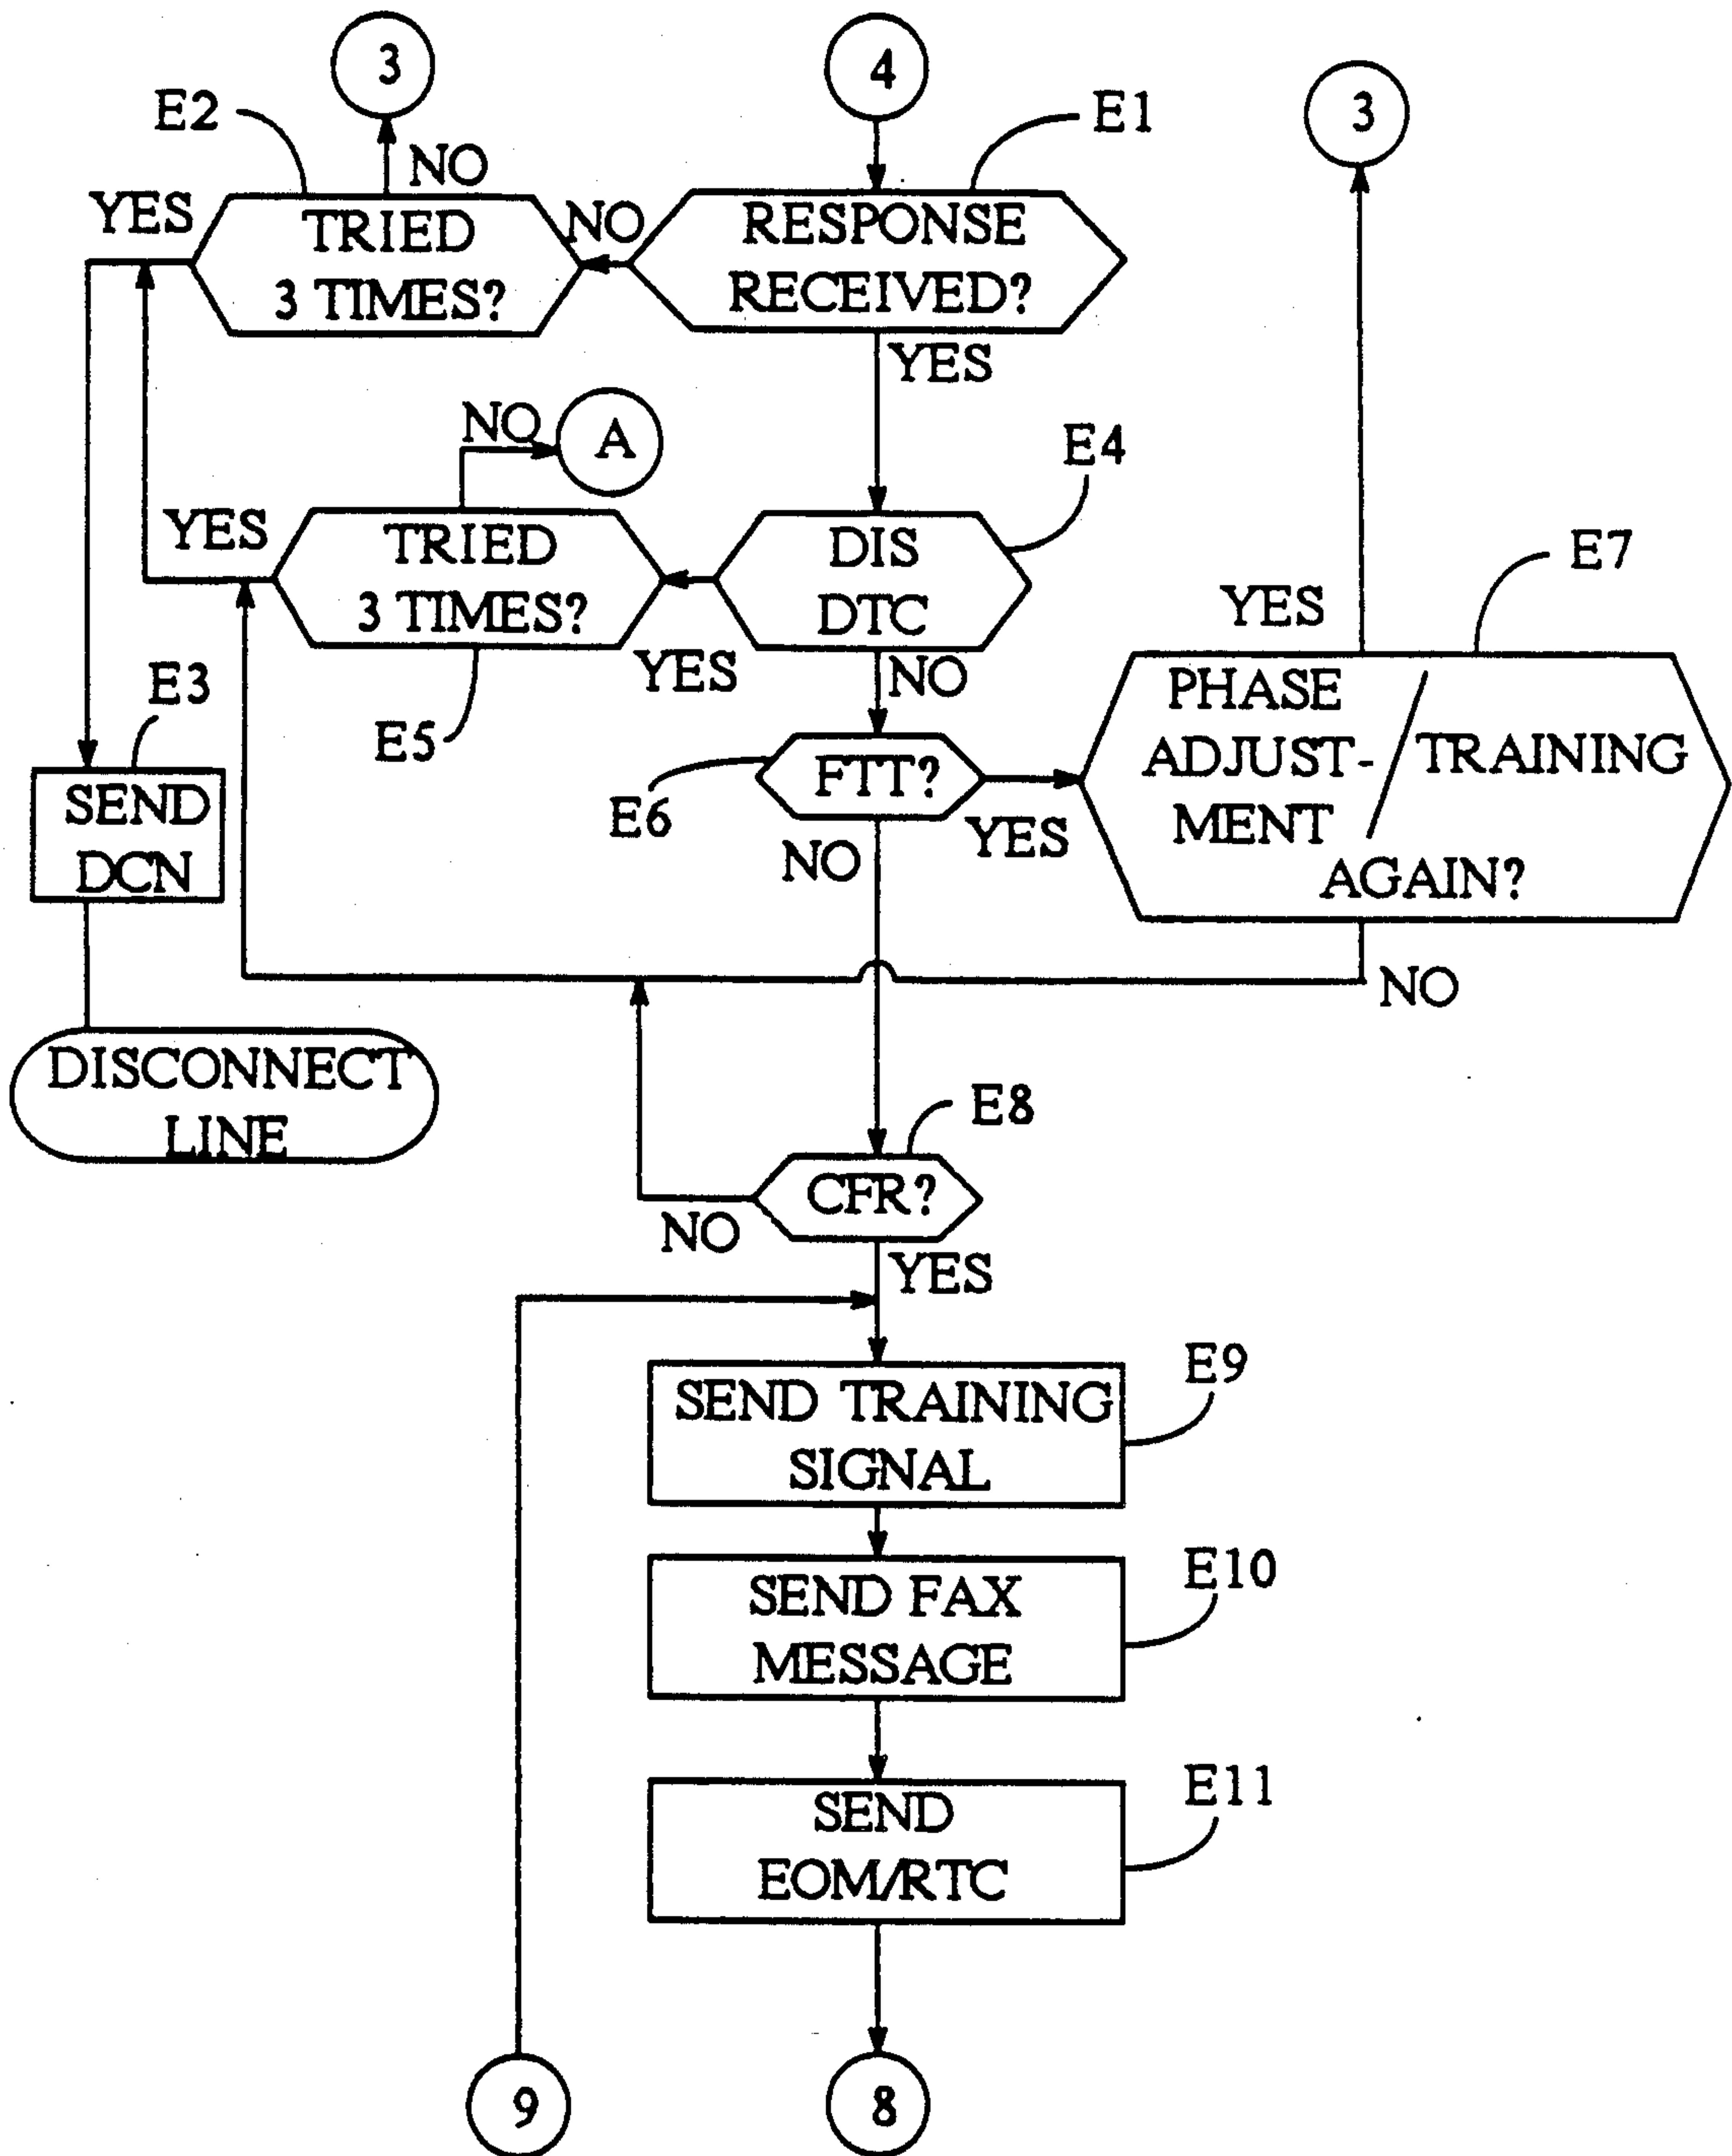 3
4
3
E2
E1
NO
YES
TRIED
3 TIMES?
NO
RESPONSE
RECEIVED?
YES
NO
A
E4
YES
TRIED
3 TIMES?
DIS
DTC
E7
YES
E3
E5
YES
NO
PHASE
ADJUST-
MENT
/
TRAINING
AGAIN?
SEND
DCN
E6
FTT?
YES
NO
NO
DISCONNECT
LINE
E8
CFR?
NO
YES
E9
SEND TRAINING
SIGNAL
E10
SEND FAX
MESSAGE
E11
SEND
EOM/RTC
9
8